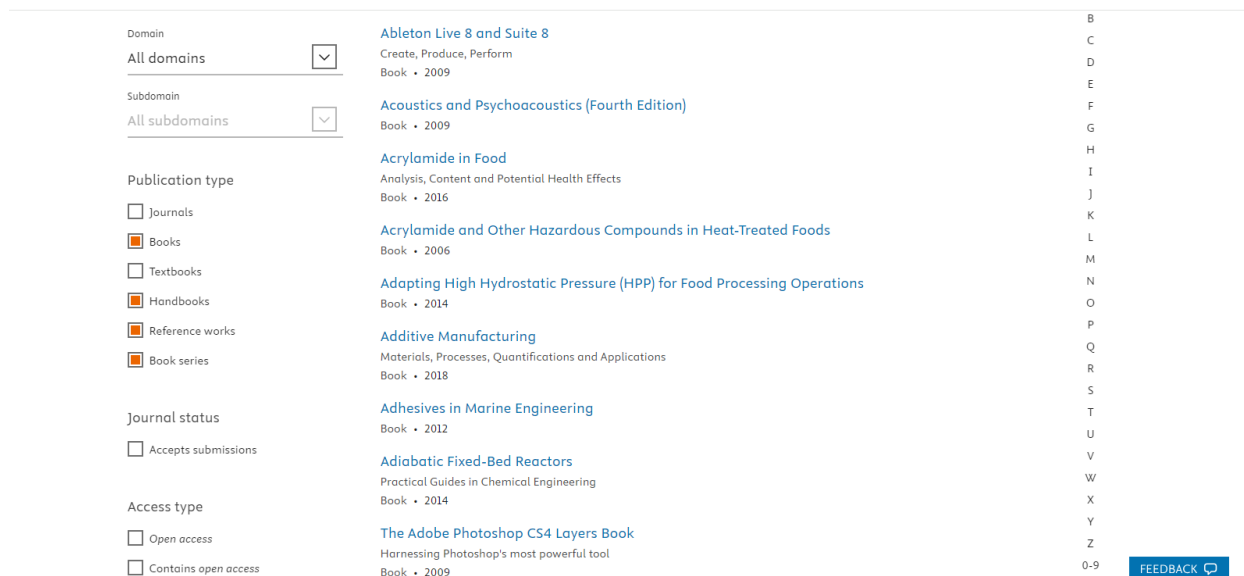 Domain
All domains
Subdomain
All subdomains
Publication type
Journals
Books
Textbooks
Handbooks
Reference works
Book series
Journal status
Accepts submissions
Access type
Open access
Contains open access
Ableton Live 8 and Suite 8
Create, Produce, Perform
Book • 2009
Acoustics and Psychoacoustics (Fourth Edition)
Book • 2009
Acrylamide in Food
Analysis, Content and Potential Health Effects
Book • 2016
Acrylamide and Other Hazardous Compounds in Heat-Treated Foods
Book • 2006
Adapting High Hydrostatic Pressure (HPP) for Food Processing Operations
Book • 2014
Additive Manufacturing
Materials, Processes, Quantifications and Applications
Book • 2018
Adhesives in Marine Engineering
Book • 2012
Adiabatic Fixed-Bed Reactors
Practical Guides in Chemical Engineering
Book • 2014
The Adobe Photoshop CS4 Layers Book
Harnessing Photoshop's most powerful tool
Book • 2009
B
C
D
E
F
G
H
I
J
K
L
M
N
O
P
Q
R
S
T
U
V
W
X
Y
Z
0-9
FEEDBACK